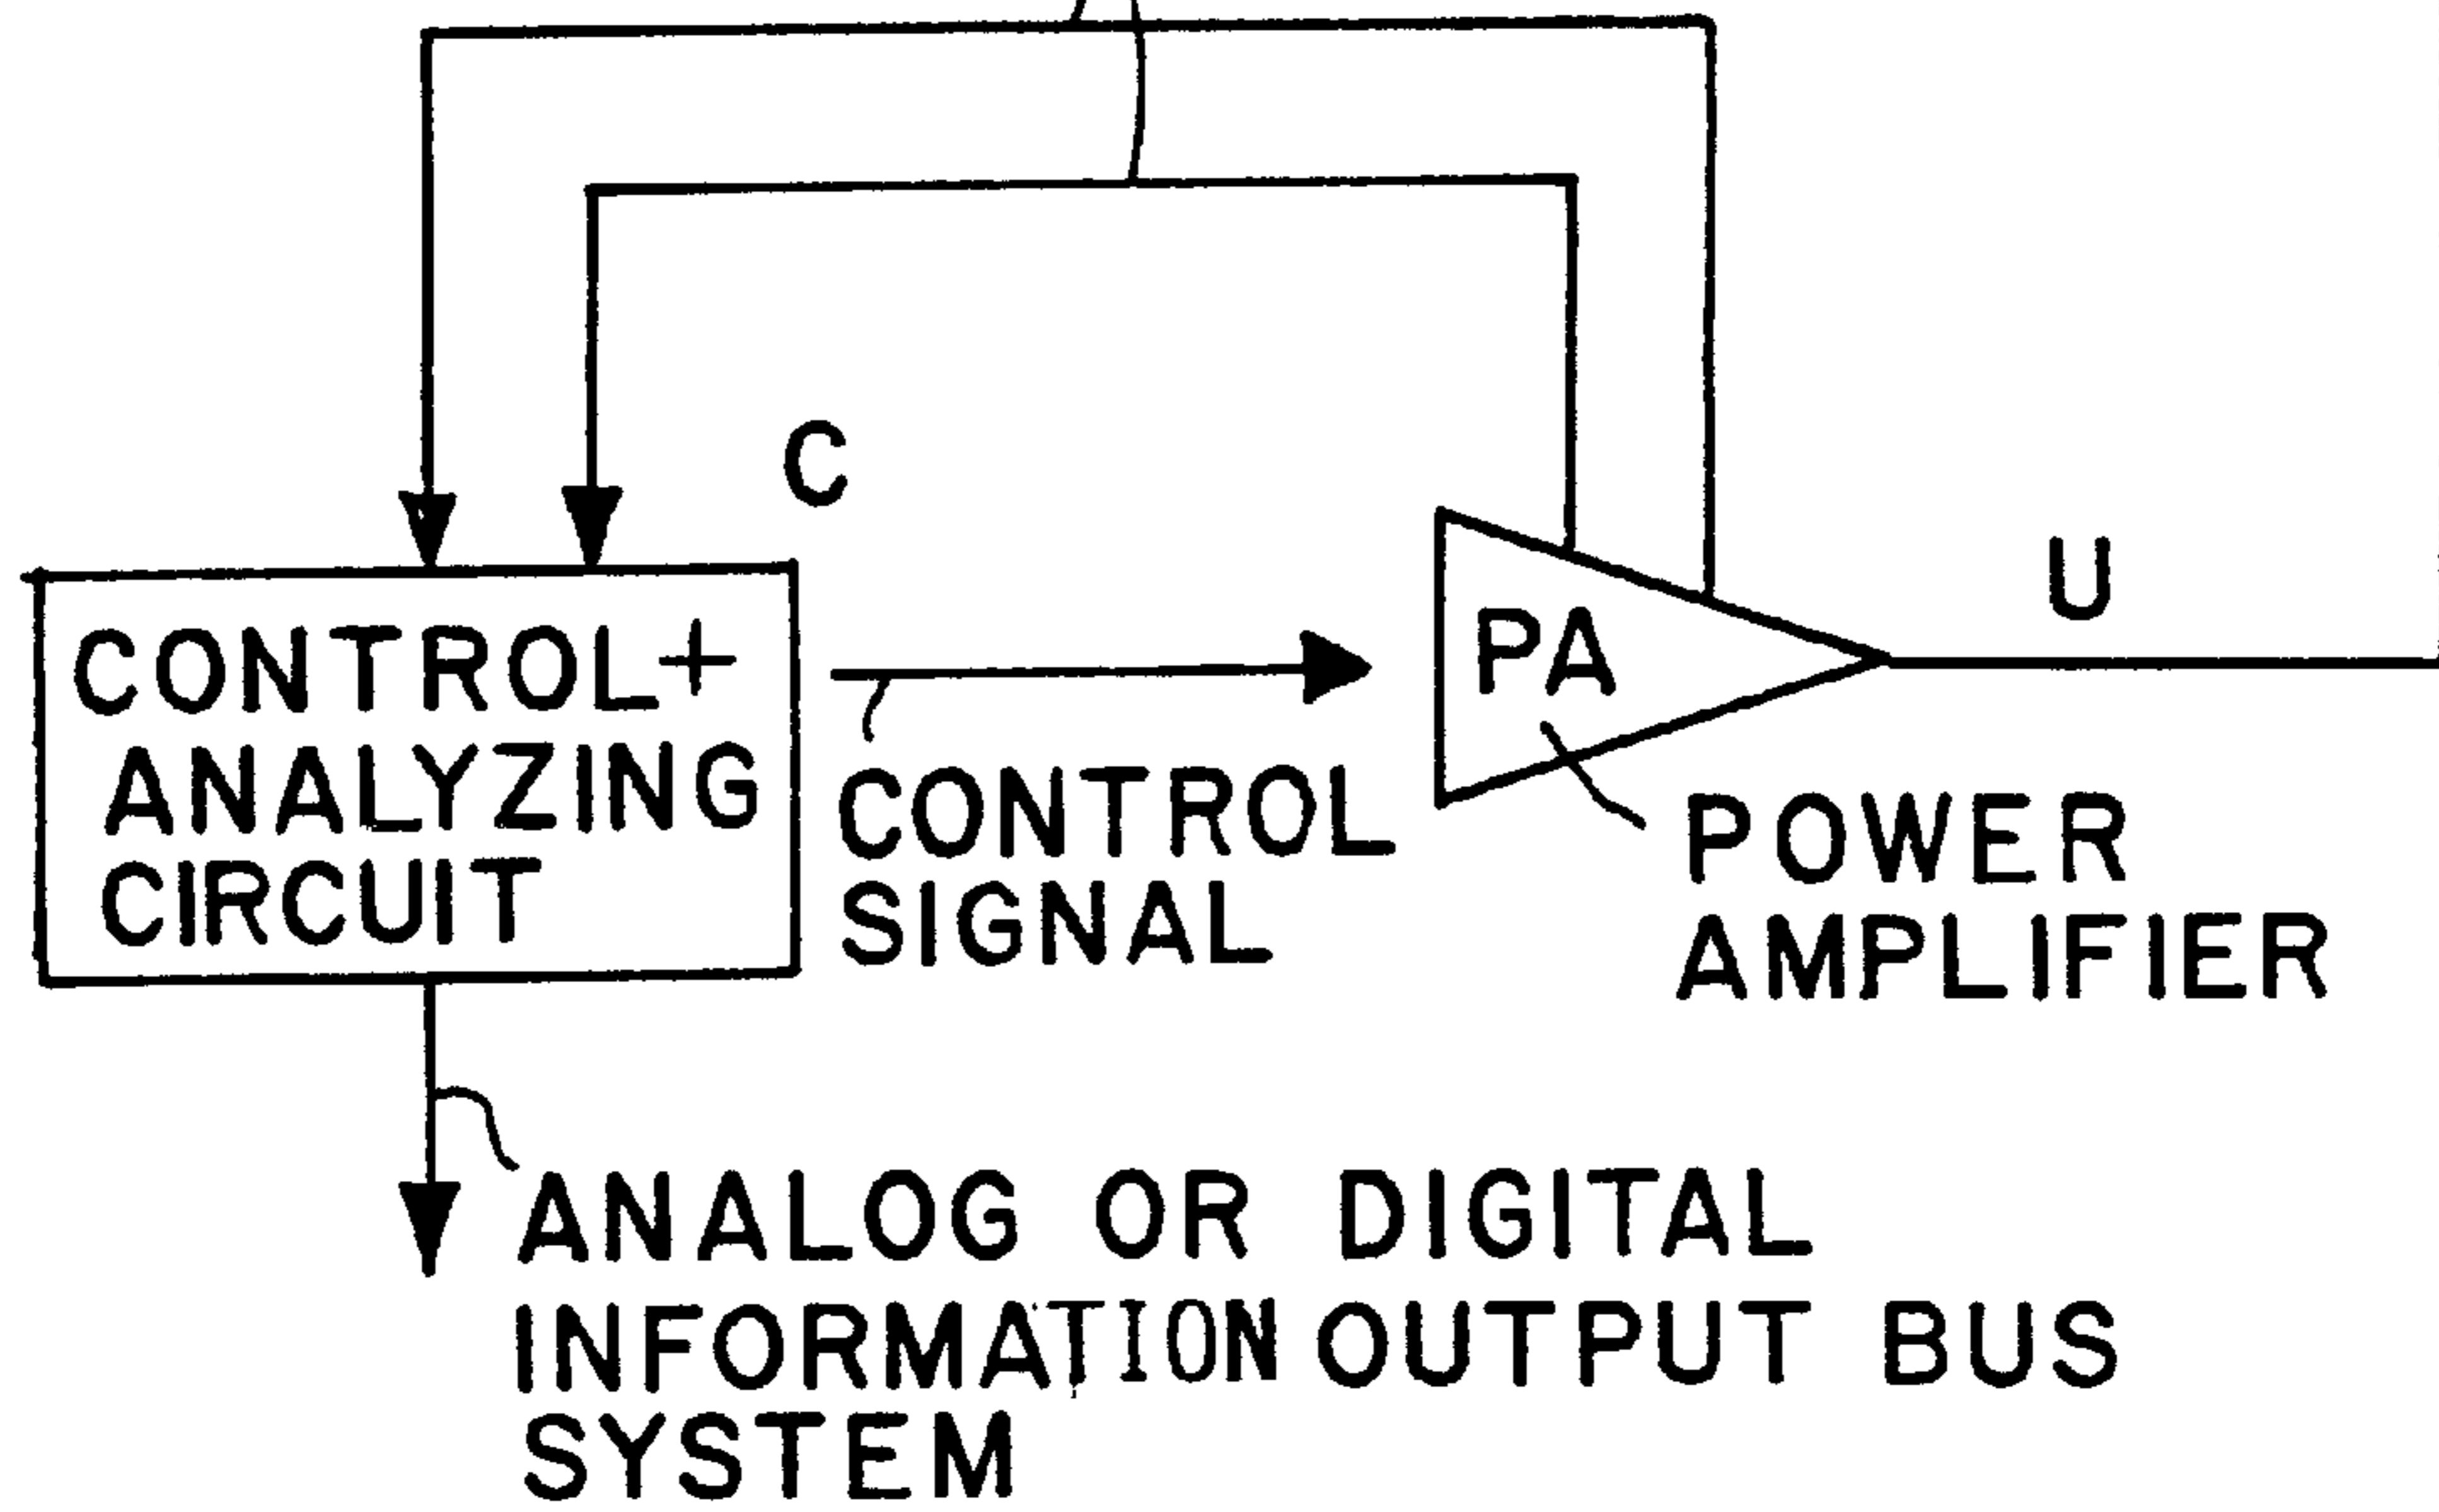 C
U
CONTROL+
ANALYZING
CIRCUIT
PA
CONTROL
SIGNAL
POWER
AMPLIFIER
ANALOG OR DIGITAL
INFORMATION OUTPUT BUS
SYSTEM